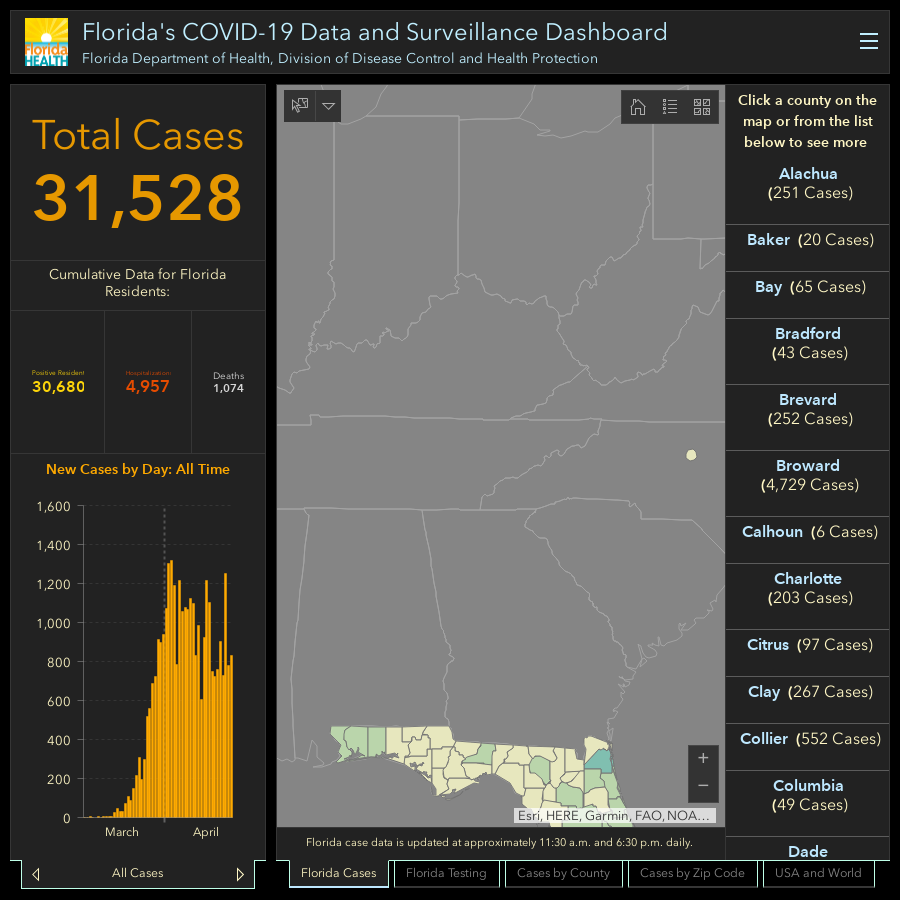 Florida HEALTH
Florida's COVID-19 Data and Surveillance Dashboard
Florida Department of Health, Division of Disease Control and Health Protection
Total Cases
31,528
Cumulative Data for Florida
Residents:
Positive Resident
30,680
Hospitalizations
4,957
Deaths
1,074
New Cases by Day: All Time
1,600
1,400
1,200
1,000
800
600
400
200
0
March April
All Cases
+
−
Esri, HERE, Garmin, FAO, NOA...
Florida case data is updated at approximately 11:30 a.m. and 6:30 p.m. daily.
Florida Cases
Florida Testing
Cases by County
Cases by Zip Code
USA and World
Click a county on the
map or from the list
below to see more
Alachua
(251 Cases)
Baker (20 Cases)
Bay (65 Cases)
Bradford
(43 Cases)
Brevard
(252 Cases)
Broward
(4,729 Cases)
Calhoun (6 Cases)
Charlotte
(203 Cases)
Citrus (97 Cases)
Clay (267 Cases)
Collier (552 Cases)
Columbia
(49 Cases)
Dade